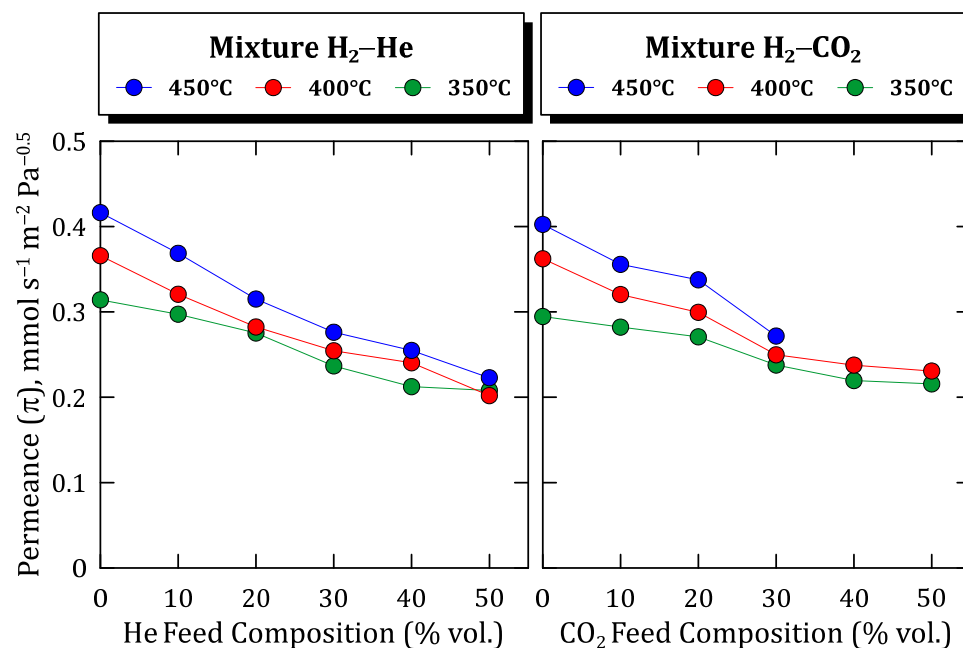 Mixture H₂–He
450°C 400°C 350°C
Mixture H₂–CO₂
450°C 400°C 350°C
Permeance (π), mmol s⁻¹ m⁻² Pa⁻⁰·⁵
0.5
0.4
0.3
0.2
0.1
0
0 10 20 30 40 50
He Feed Composition (% vol.)
0 10 20 30 40 50
CO₂ Feed Composition (% vol.)